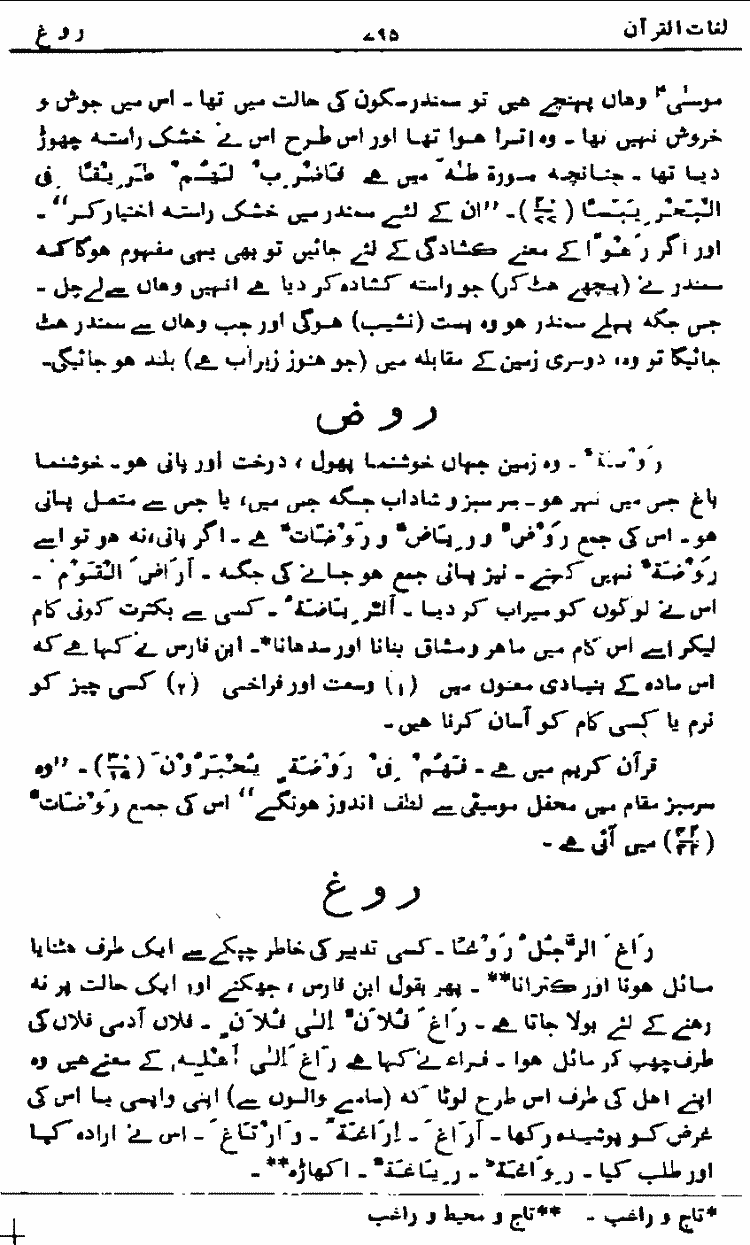 لغات القرآن ۷۹۵ ر و غ
موسٰیؑ وہاں پہنچے ہیں تو سمندر سکون کی حالت میں تھا ۔ اس میں جوش و
خروش نہیں تھا ۔ وہ اترا ہوا تھا اور اس طرح اس نے خشک راستہ چھوڑ
دیا تھا ۔ چنانچہ سورۃ طٰہٰ میں ہے فَاضْرِبْ لَہُمْ طَرِیْقًا فِی
الْبَحْرِ یَبَسًا (۲۰/۷۷)۔ ”ان کے لئے سمندر میں خشک راستہ اختیار کر“ ۔
اور اگر رَھْوًا کے معنے کشادگی کے لئے جائیں تو بھی یہی مفہوم ہوگا کہ
سمندر نے (پیچھے ہٹ کر) جو راستہ کشادہ کر دیا ہے انہیں وہاں سے لے چل ۔
جس جگہ پہلے سمندر ہو وہ پست (نشیب) ہوگی اور جب وہاں سے سمندر ہٹ
جائیگا تو وہ، دوسری زمین کے مقابلہ میں (جو ہنوز زیرآب ہے) بلند ہو جائیگی۔
ر و ض
رَوْضَۃٌ ۔ وہ زمین جہاں خوشنما پھول ، درخت اور پانی ہو ۔ خوشنما
باغ جس میں نہر ہو ۔ سر سبز و شاداب جگہ جس میں، یا جس سے متصل پانی
ہو ۔ اس کی جمع رَوْضٌ و رِیَاضٌ و رَوْضَاتٌ ہے ۔ اگر پانی، نہ ہو تو اسے
رَوْضَۃٌ نہیں کہتے ۔ نیز پانی جمع ہو جانے کی جگہ ۔ اَرَاضَ الْقَوْمَ ۔
اس نے لوگوں کو سیراب کر دیا ۔ اَلرِّیَاضَۃُ ۔ کسی سے بکثرت کوئی کام
لیکر اسے اس کام میں ماہر و مشاق بنانا اور سدھانا*۔ ابن فارس نے کہا ہے کہ
اس مادہ کے بنیادی معنوں میں (۱) وسعت اور فراخی (۲) کسی چیز کو
نرم یا کسی کام کو آسان کرنا ہیں ۔
قرآن کریم میں ہے ۔ فَہُمْ فِیْ رَوْضَۃٍ یُحْبَرُوْنَ (۳۰/۱۵) ۔ ”وہ
سرسبز مقام میں محفل موسیقی سے لطف اندوز ہونگے“ اس کی جمع رَوْضَاتٌ
(۴۲/۲۲) میں آئی ہے ۔
ر و غ
رَاغَ الرَّجُلُ رَوْغًا ۔ کسی تدبیر کی خاطر چپکے سے ایک طرف ہٹنا یا
مائل ہونا اور کترانا** ۔ پھر بقول ابن فارس ، جھکنے اور ایک حالت پر نہ
رہنے کے لئے بولا جاتا ہے ۔ رَاغَ فُلَانٌ اِلٰی فُلَانٍ ۔ فلاں آدمی فلاں کی
طرف چھپ کر مائل ہوا ۔ فراء نے کہا ہے رَاغَ اِلٰی اَھْلِہٖ کے معنے ہیں وہ
اپنے اہل کی طرف اس طرح لوٹا کہ (سامنے والوں سے) اپنی واپسی یا اس کی
غرض کو پوشیدہ رکھا ۔ اَرَاغَ ۔ اِرَاغَۃً ۔ وَارْتَاغَ ۔ اس نے ارادہ کیا
اور طلب کیا ۔ رِوَاغَۃٌ ۔ رِیَاغَۃٌ ۔ اکھاڑہ** ۔
*تاج و راغب ۔ **تاج و محیط و راغب